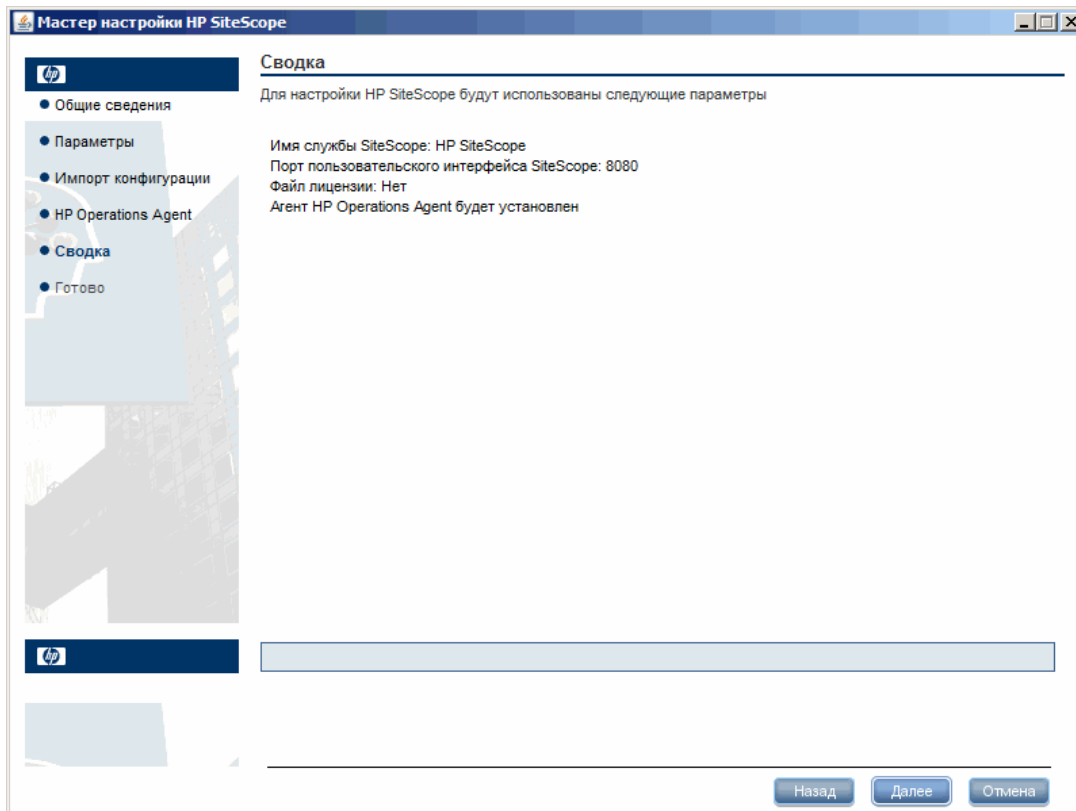 Мастер настройки HP SiteScope
hp
Общие сведения
Параметры
Импорт конфигурации
HP Operations Agent
Сводка
Готово
Сводка
Для настройки HP SiteScope будут использованы следующие параметры
Имя службы SiteScope: HP SiteScope
Порт пользовательского интерфейса SiteScope: 8080
Файл лицензии: Нет
Агент HP Operations Agent будет установлен
hp
Назад
Далее
Отмена